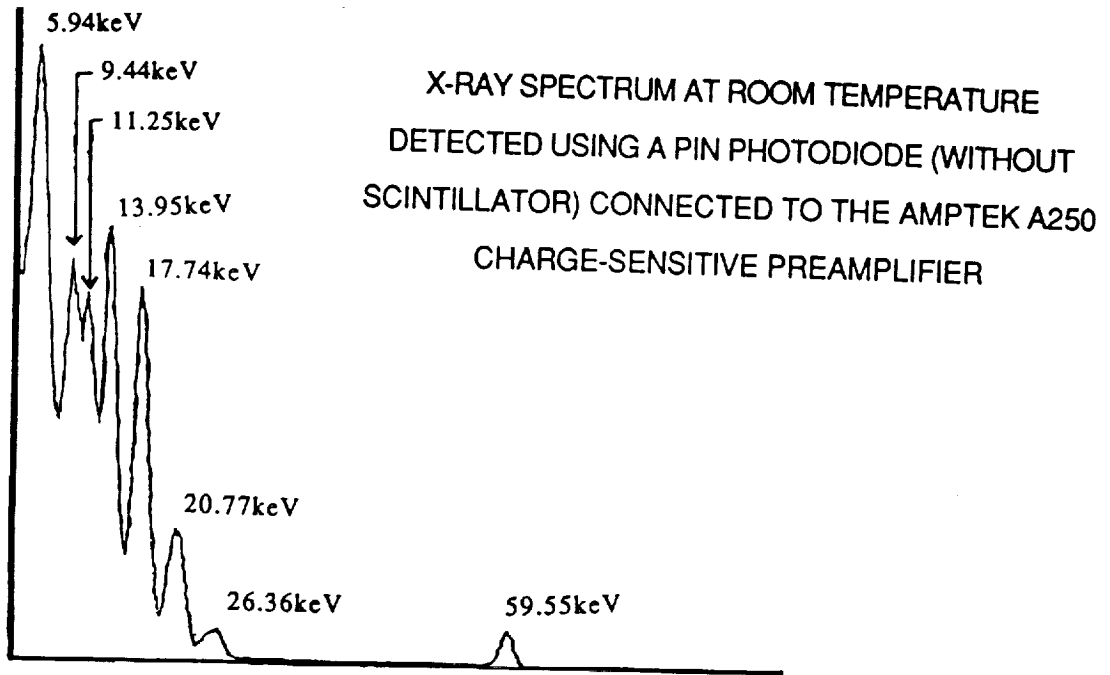 5.94keV
9.44keV
11.25keV
13.95keV
17.74keV
20.77keV
26.36keV
59.55keV
X-RAY SPECTRUM AT ROOM TEMPERATURE
DETECTED USING A PIN PHOTODIODE (WITHOUT
SCINTILLATOR) CONNECTED TO THE AMPTEK A250
CHARGE-SENSITIVE PREAMPLIFIER